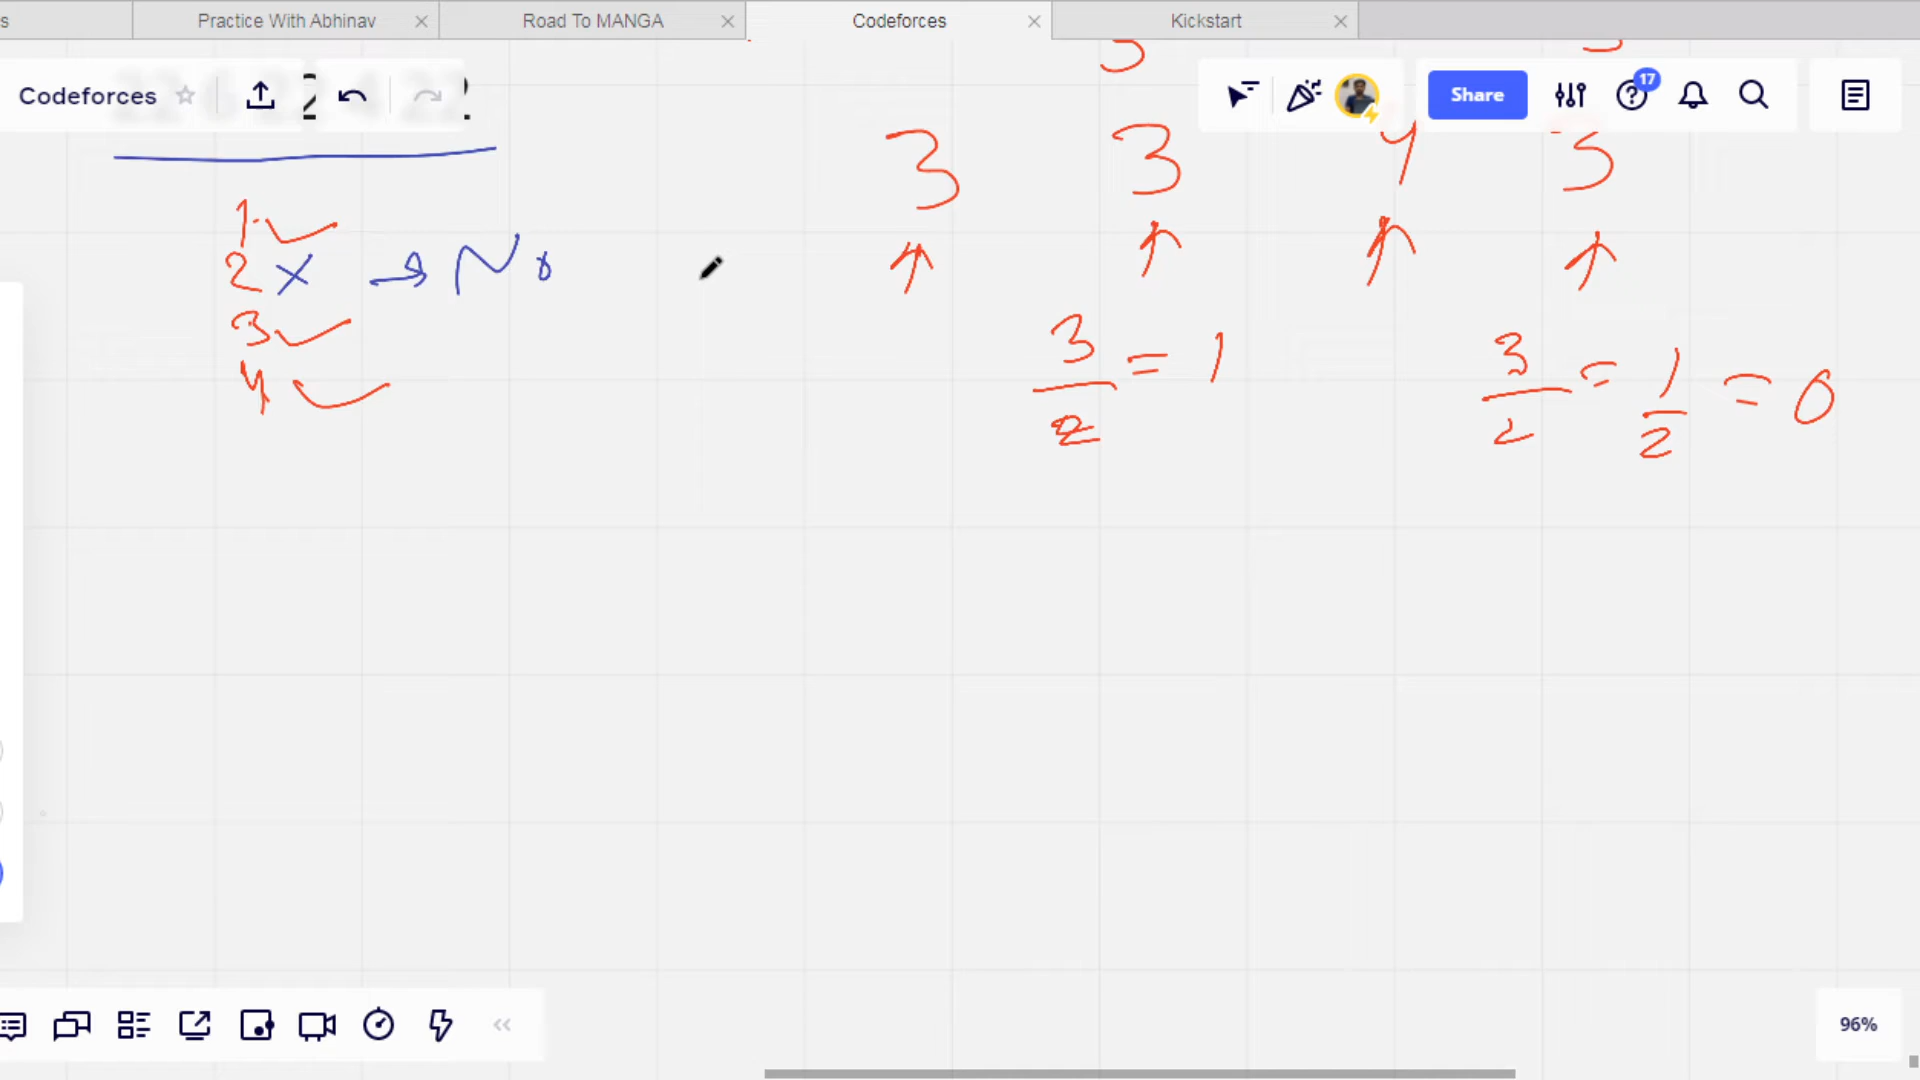 Practice With Abhinav Road To MANGA Codeforces Kickstart
Codeforces
Share 17
3 3 4 5
1 ✓
2 X → No
3 ✓
4 ✓
3/2 = 1
3/2 = 1/2 = 0
96%